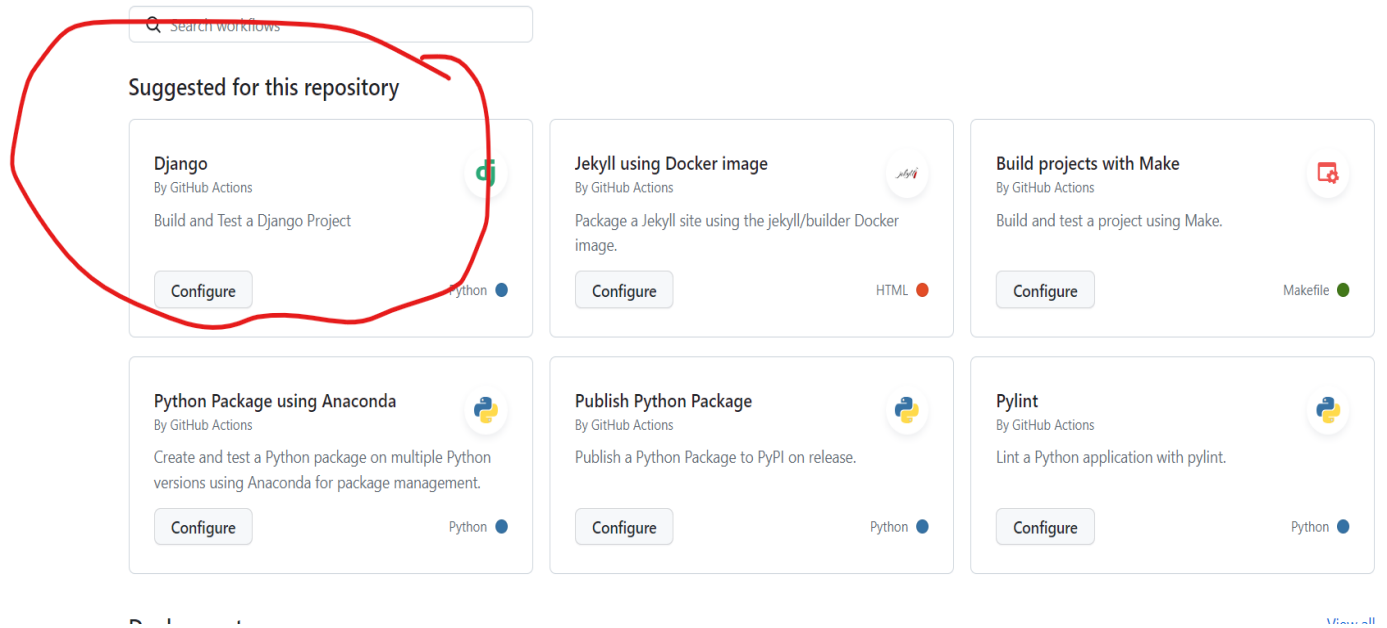 Search workflows
Suggested for this repository
Django
By GitHub Actions
Build and Test a Django Project
Configure
Python
Jekyll using Docker image
By GitHub Actions
Package a Jekyll site using the jekyll/builder Docker
image.
Configure
HTML
Build projects with Make
By GitHub Actions
Build and test a project using Make.
Configure
Makefile
Python Package using Anaconda
By GitHub Actions
Create and test a Python package on multiple Python
versions using Anaconda for package management.
Configure
Python
Publish Python Package
By GitHub Actions
Publish a Python Package to PyPI on release.
Configure
Python
Pylint
By GitHub Actions
Lint a Python application with pylint.
Configure
Python
View all